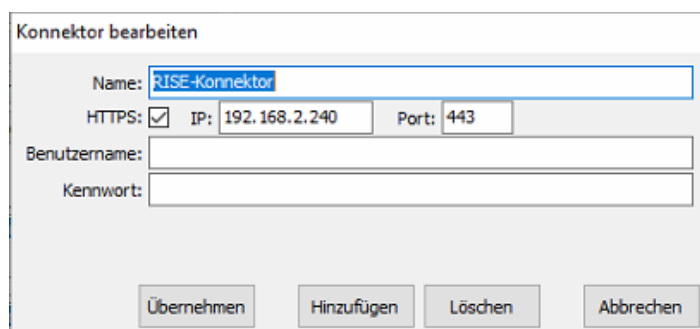 Konnektor bearbeiten
Name: RISE-Konnektor
HTTPS: IP: 192.168.2.240 Port: 443
Benutzername:
Kennwort:
Übernehmen Hinzufügen Löschen Abbrechen